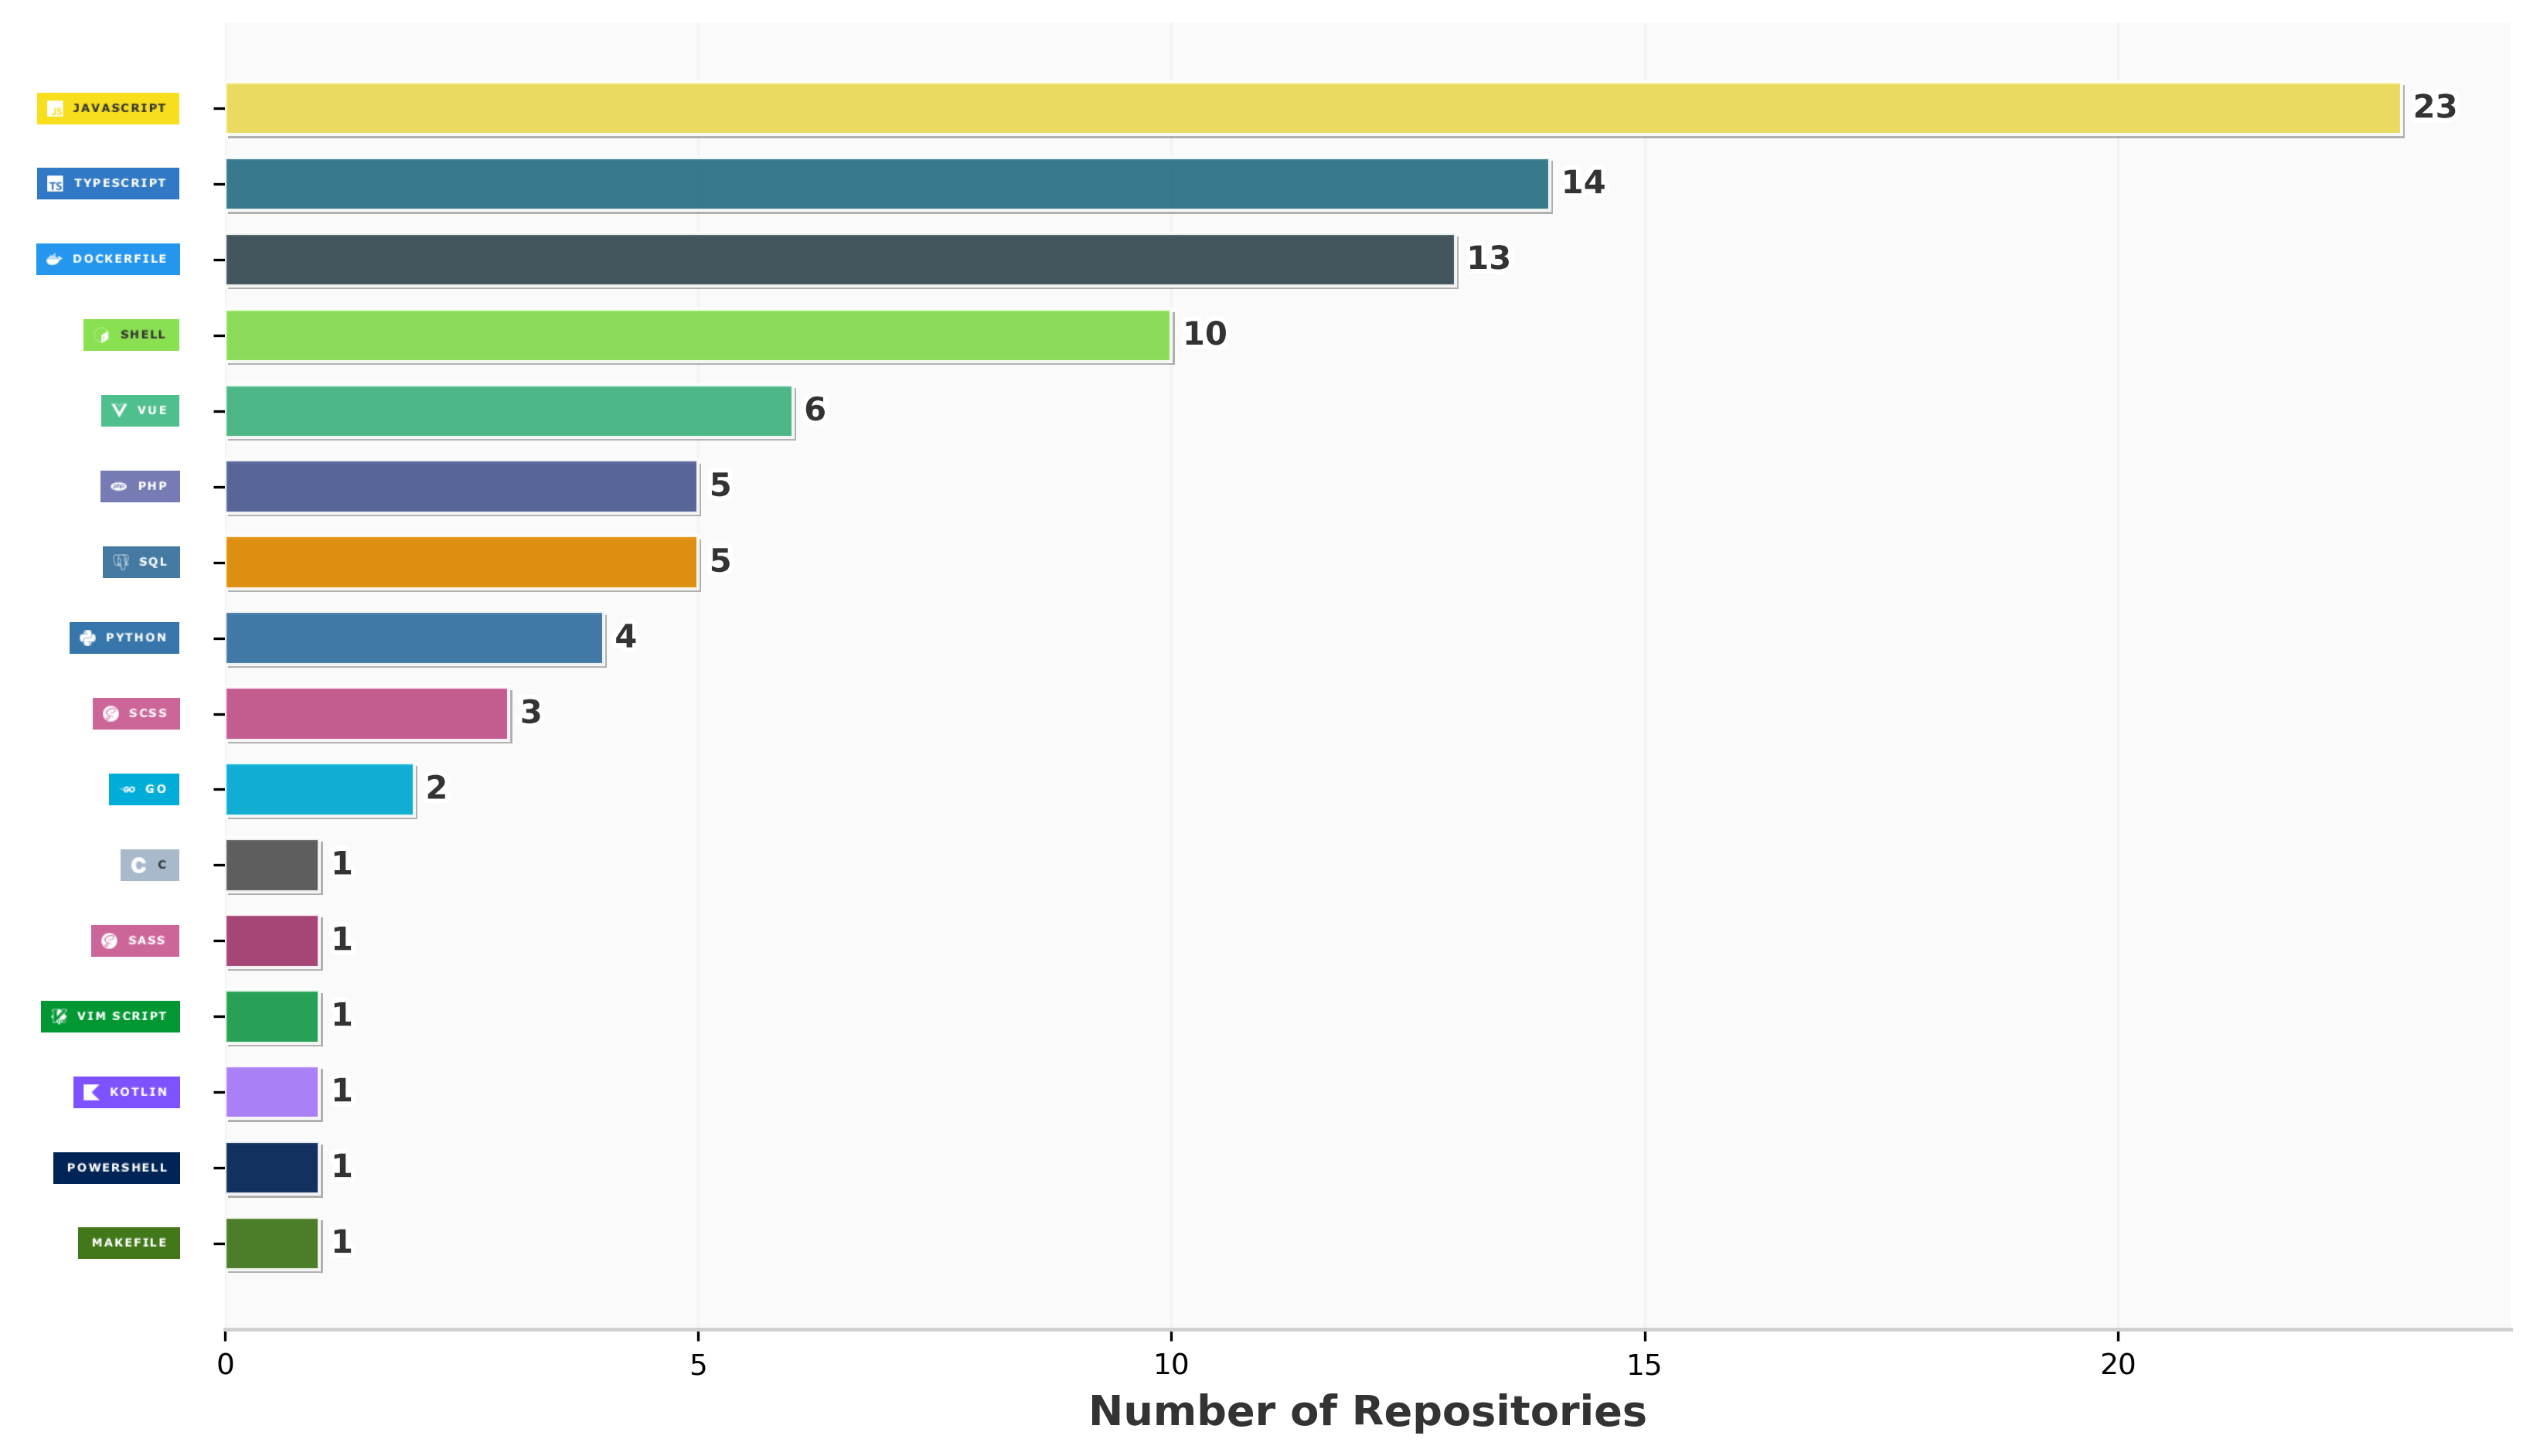 JAVASCRIPT 23
TYPESCRIPT 14
DOCKERFILE 13
SHELL 10
VUE 6
PHP 5
SQL 5
PYTHON 4
SCSS 3
GO 2
C 1
SASS 1
VIM SCRIPT 1
KOTLIN 1
POWERSHELL 1
MAKEFILE 1
0 5 10 15 20
Number of Repositories